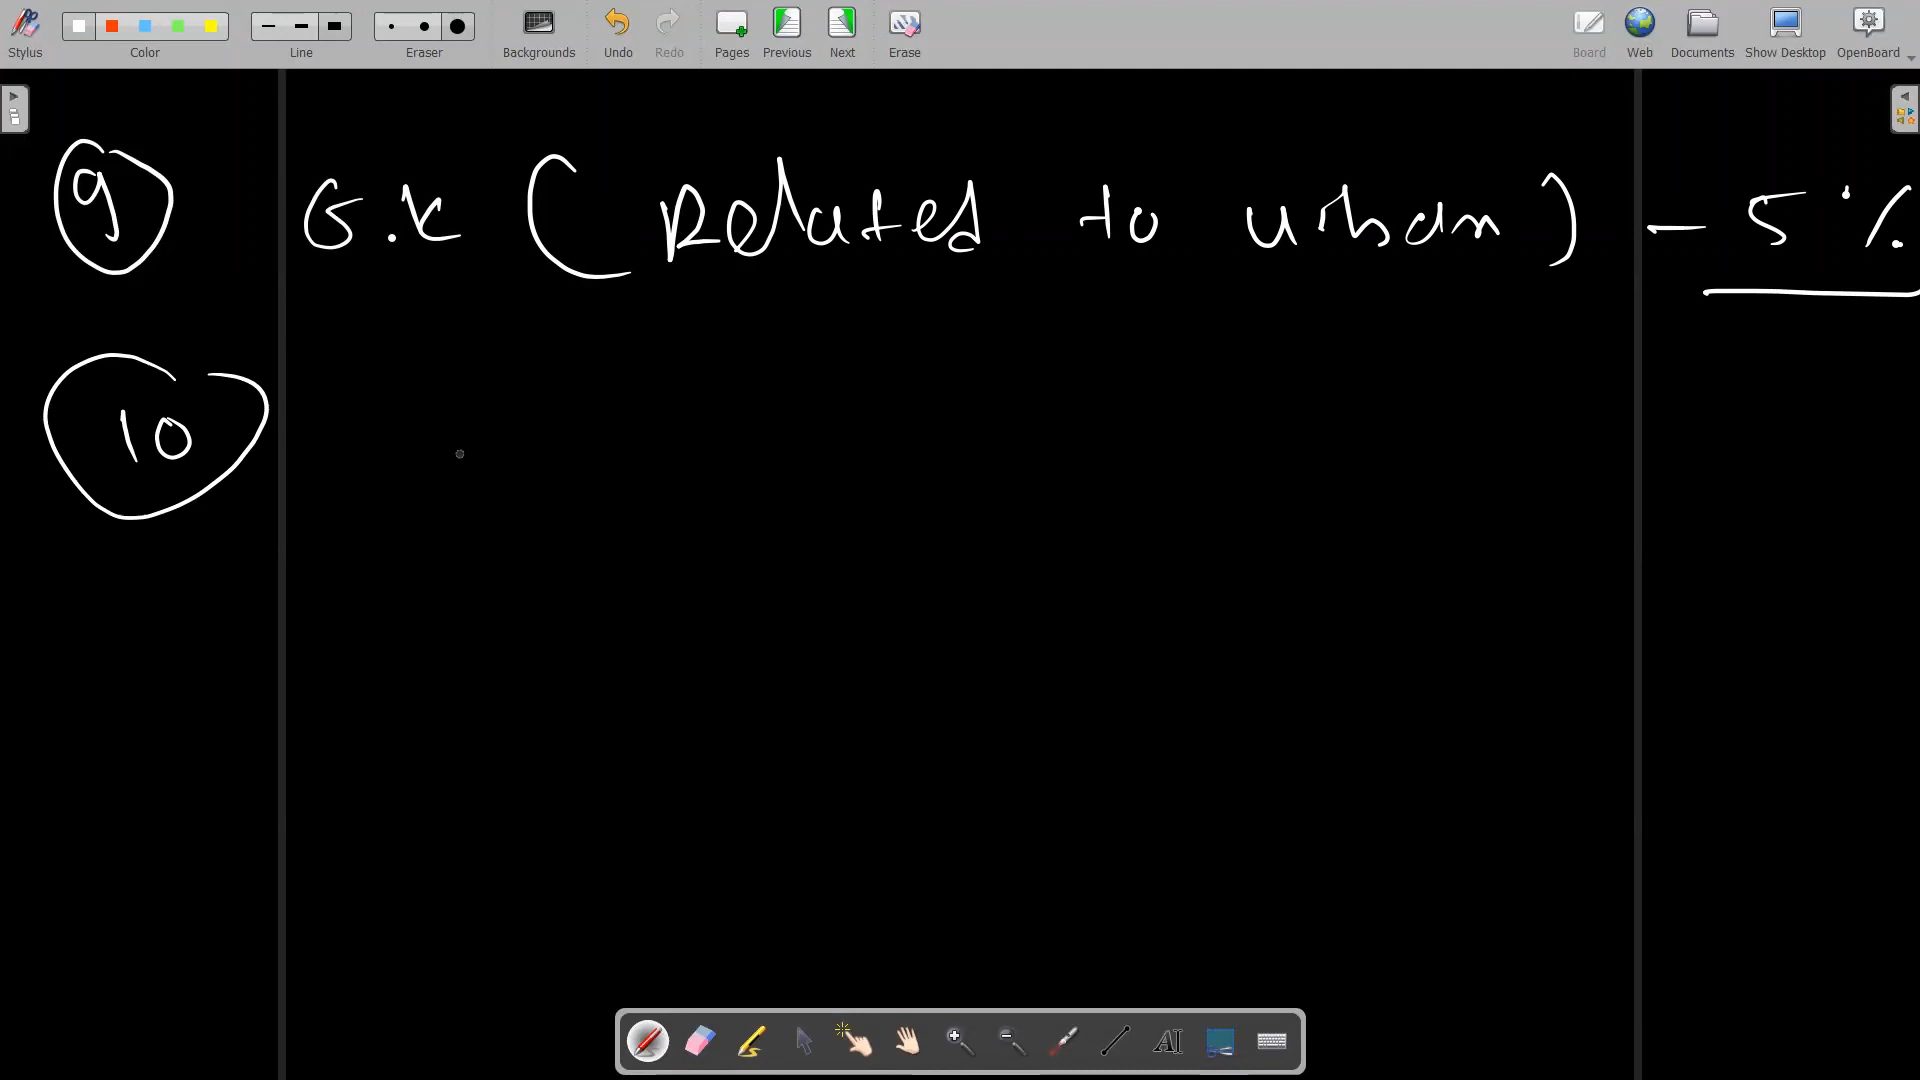 Stylus Color Line Eraser Backgrounds Undo Redo Pages Previous Next Erase Board Web Documents Show Desktop OpenBoard
9 G.K ( Related to urban ) - 5 %
10